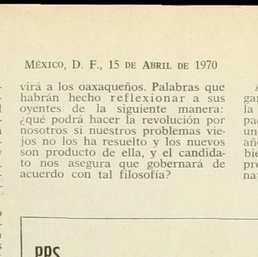 MÉXICO, D. F., 15 DE ABRIL DE 1970
virá a los oaxaqueños. Palabras que
habrán hecho reflexionar a sus
oyentes de la siguiente manera:
¿qué podrá hacer la revolución por
nosotros si nuestros problemas vie-
jos no los ha resuelto y los nuevos
son producto de ella, y el candida-
to nos asegura que gobernará de
acuerdo con tal filosofía?
PPS